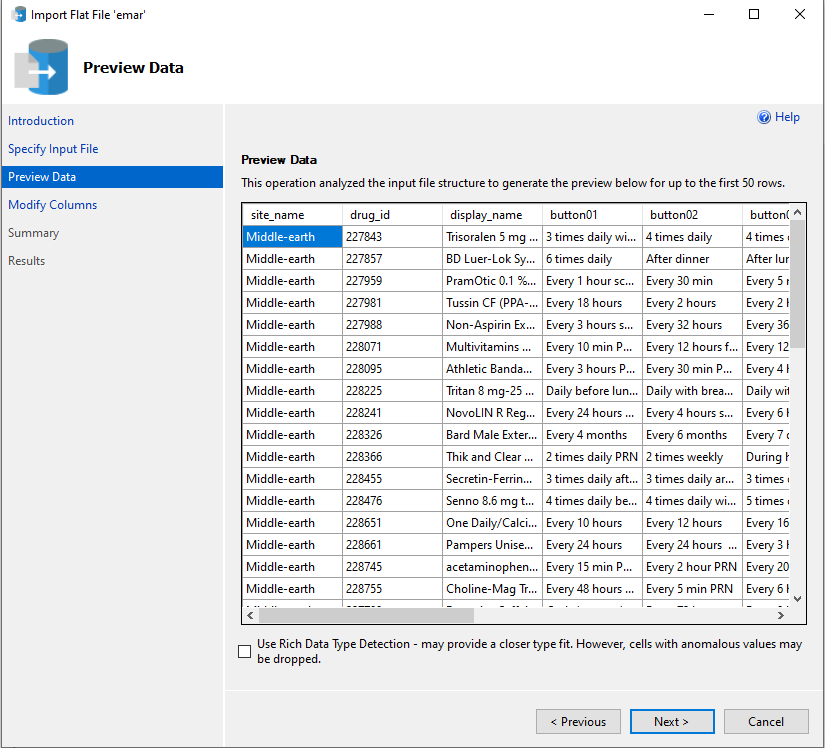 Import Flat File 'emar'
Preview Data
Introduction
Specify Input File
Preview Data
Modify Columns
Summary
Results
Help
Preview Data
This operation analyzed the input file structure to generate the preview below for up to the first 50 rows.
site_name drug_id display_name button01 button02 button0
Middle-earth 227843 Trisoralen 5 mg ... 3 times daily wi... 4 times daily 4 times
Middle-earth 227857 BD Luer-Lok Sy... 6 times daily After dinner After lun
Middle-earth 227959 PramOtic 0.1 %... Every 1 hour sc... Every 30 min Every 5
Middle-earth 227981 Tussin CF (PPA-... Every 18 hours Every 2 hours Every 2
Middle-earth 227988 Non-Aspirin Ex... Every 3 hours s... Every 32 hours Every 36
Middle-earth 228071 Multivitamins ... Every 10 min P... Every 12 hours f... Every 12
Middle-earth 228095 Athletic Banda... Every 3 hours P... Every 30 min P... Every 4
Middle-earth 228225 Tritan 8 mg-25 ... Daily before lun... Daily with brea... Daily wit
Middle-earth 228241 NovoLIN R Reg... Every 24 hours ... Every 4 hours s... Every 6
Middle-earth 228326 Bard Male Exter... Every 4 months Every 6 months Every 7
Middle-earth 228366 Thik and Clear ... 2 times daily PRN 2 times weekly During
Middle-earth 228455 Secretin-Ferrin... 3 times daily aft... 3 times daily ar... 3 times
Middle-earth 228476 Senno 8.6 mg t... 4 times daily be... 4 times daily wi... 5 times
Middle-earth 228651 One Daily/Calci... Every 10 hours Every 12 hours Every 16
Middle-earth 228661 Pampers Unise... Every 24 hours Every 24 hours ... Every 3
Middle-earth 228745 acetaminophen... Every 15 min P... Every 2 hour PRN Every 20
Middle-earth 228755 Choline-Mag Tr... Every 48 hours ... Every 5 min PRN Every 6
Use Rich Data Type Detection - may provide a closer type fit. However, cells with anomalous values may
be dropped.
< Previous Next > Cancel